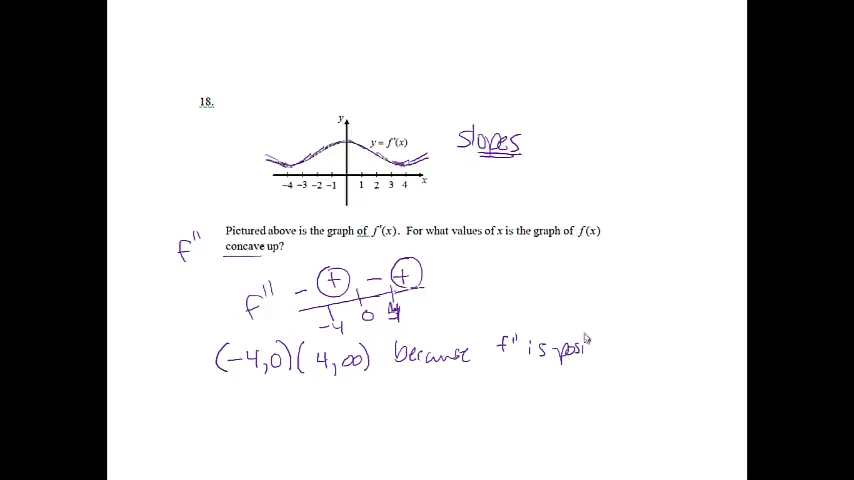 18.
y
y = f'(x)
slopes
-4 -3 -2 -1 1 2 3 4 x
Pictured above is the graph of f'(x). For what values of x is the graph of f(x)
f"
concave up?
f" - + - +
-4 0 4
(-4,0)(4,∞) because f" is posi